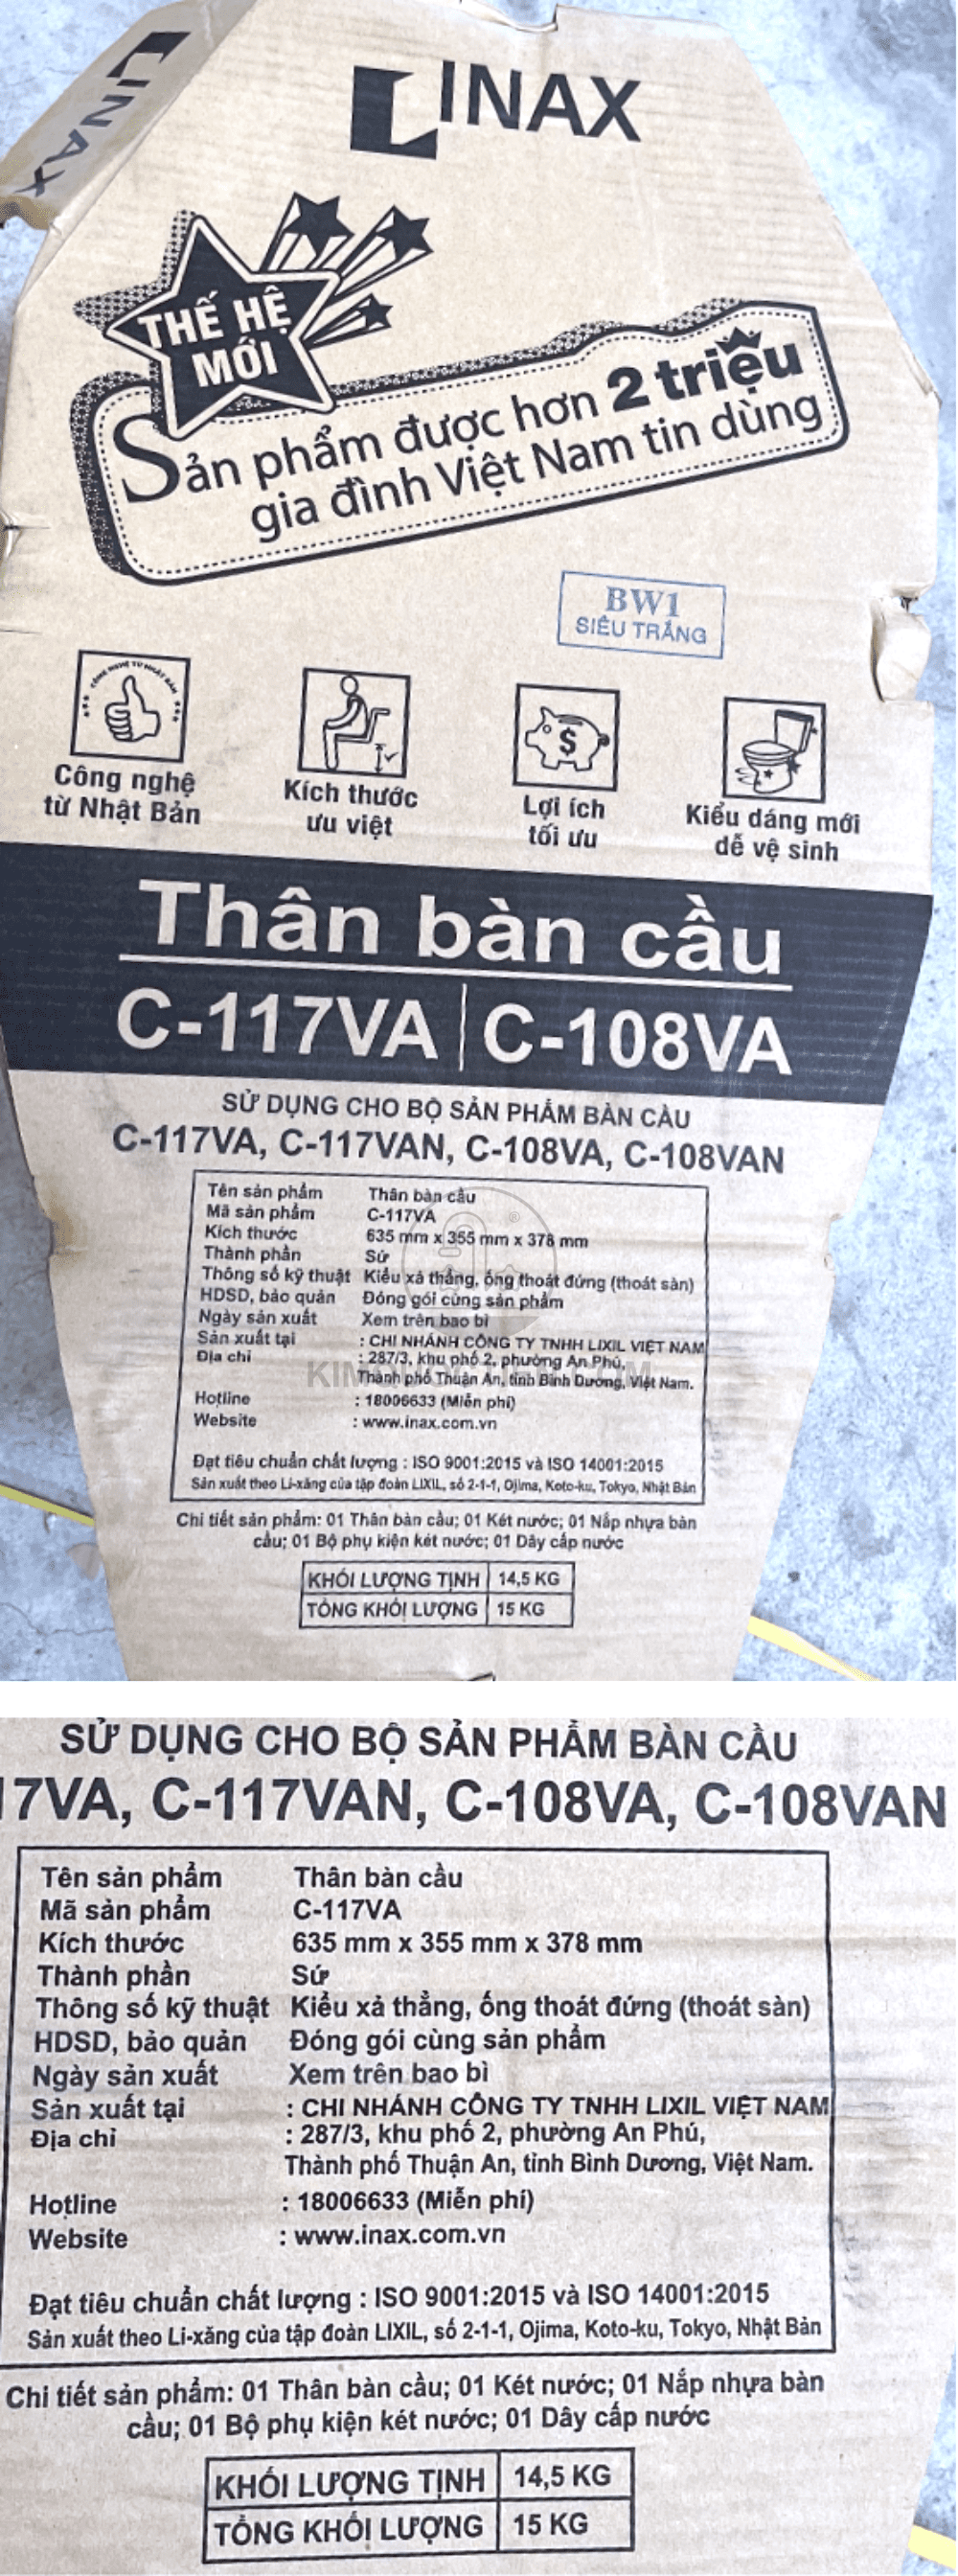 INAX
INAX
THẾ HỆ
MỚI
Sản phẩm được hơn 2 triệu
gia đình Việt Nam tin dùng
BW1
SIÊU TRẮNG
CÔNG NGHỆ TỪ NHẬT BẢN
$
Công nghệ
từ Nhật Bản
Kích thước
ưu việt
Lợi ích
tối ưu
Kiểu dáng mới
dễ vệ sinh
Thân bàn cầu
C-117VA | C-108VA
SỬ DỤNG CHO BỘ SẢN PHẨM BÀN CẦU
C-117VA, C-117VAN, C-108VA, C-108VAN
Tên sản phẩm Thân bàn cầu
Mã sản phẩm C-117VA
Kích thước 635 mm x 355 mm x 378 mm
Thành phần Sứ
Thông số kỹ thuật Kiểu xả thẳng, ống thoát đứng (thoát sàn)
HDSD, bảo quản Đóng gói cùng sản phẩm
Ngày sản xuất Xem trên bao bì
Sản xuất tại : CHI NHÁNH CÔNG TY TNHH LIXIL VIỆT NAM
Địa chỉ : 287/3, khu phố 2, phường An Phú,
Thành phố Thuận An, tỉnh Bình Dương, Việt Nam.
Hotline : 18006633 (Miễn phí)
Website : www.inax.com.vn
Đạt tiêu chuẩn chất lượng : ISO 9001:2015 và ISO 14001:2015
Sản xuất theo Li-xăng của tập đoàn LIXIL, số 2-1-1, Ojima, Koto-ku, Tokyo, Nhật Bản
Chi tiết sản phẩm: 01 Thân bàn cầu; 01 Két nước; 01 Nắp nhựa bàn
cầu; 01 Bộ phụ kiện két nước; 01 Dây cấp nước
KHỐI LƯỢNG TỊNH 14,5 KG
TỔNG KHỐI LƯỢNG 15 KG
SỬ DỤNG CHO BỘ SẢN PHẨM BÀN CẦU
17VA, C-117VAN, C-108VA, C-108VAN
Tên sản phẩm Thân bàn cầu
Mã sản phẩm C-117VA
Kích thước 635 mm x 355 mm x 378 mm
Thành phần Sứ
Thông số kỹ thuật Kiểu xả thẳng, ống thoát đứng (thoát sàn)
HDSD, bảo quản Đóng gói cùng sản phẩm
Ngày sản xuất Xem trên bao bì
Sản xuất tại : CHI NHÁNH CÔNG TY TNHH LIXIL VIỆT NAM
Địa chỉ : 287/3, khu phố 2, phường An Phú,
Thành phố Thuận An, tỉnh Bình Dương, Việt Nam.
Hotline : 18006633 (Miễn phí)
Website : www.inax.com.vn
Đạt tiêu chuẩn chất lượng : ISO 9001:2015 và ISO 14001:2015
Sản xuất theo Li-xăng của tập đoàn LIXIL, số 2-1-1, Ojima, Koto-ku, Tokyo, Nhật Bản
Chi tiết sản phẩm: 01 Thân bàn cầu; 01 Két nước; 01 Nắp nhựa bàn
cầu; 01 Bộ phụ kiện két nước; 01 Dây cấp nước
KHỐI LƯỢNG TỊNH 14,5 KG
TỔNG KHỐI LƯỢNG 15 KG